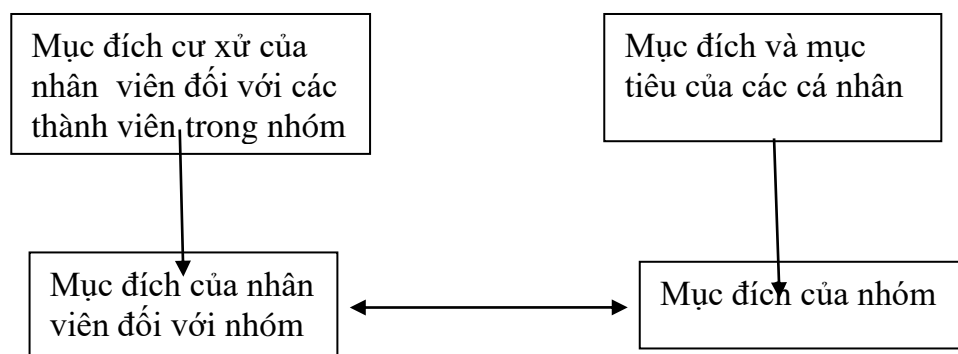 Mục đích cư xử của
nhân viên đối với các
thành viên trong nhóm
Mục đích và mục
tiêu của các cá nhân
Mục đích của nhân
viên đối với nhóm
Mục đích của nhóm